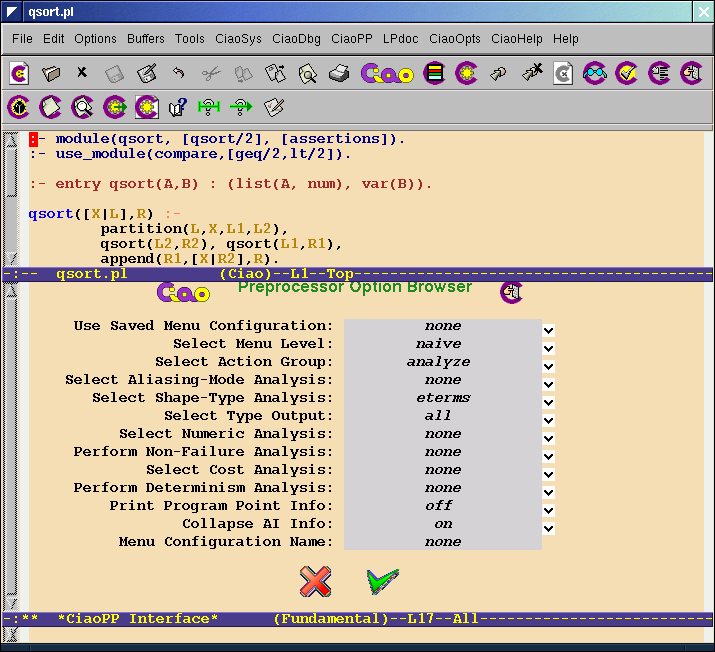 qsort.pl
File Edit Options Buffers Tools CiaoSys CiaoDbg CiaoPP LPdoc CiaoOpts CiaoHelp Help
Ciao
:- module(qsort, [qsort/2], [assertions]).
:- use_module(compare,[geq/2,lt/2]).
:- entry qsort(A,B) : (list(A, num), var(B)).
qsort([X|L],R) :-
partition(L,X,L1,L2),
qsort(L2,R2), qsort(L1,R1),
append(R1,[X|R2],R).
-:-- qsort.pl (Ciao)--L1--Top----------------------------------------
Ciao Preprocessor Option Browser
Use Saved Menu Configuration: none
Select Menu Level: naive
Select Action Group: analyze
Select Aliasing-Mode Analysis: none
Select Shape-Type Analysis: eterms
Select Type Output: all
Select Numeric Analysis: none
Perform Non-Failure Analysis: none
Select Cost Analysis: none
Perform Determinism Analysis: none
Print Program Point Info: off
Collapse AI Info: on
Menu Configuration Name: none
-:** *CiaoPP Interface* (Fundamental)--L17--All--------------------------